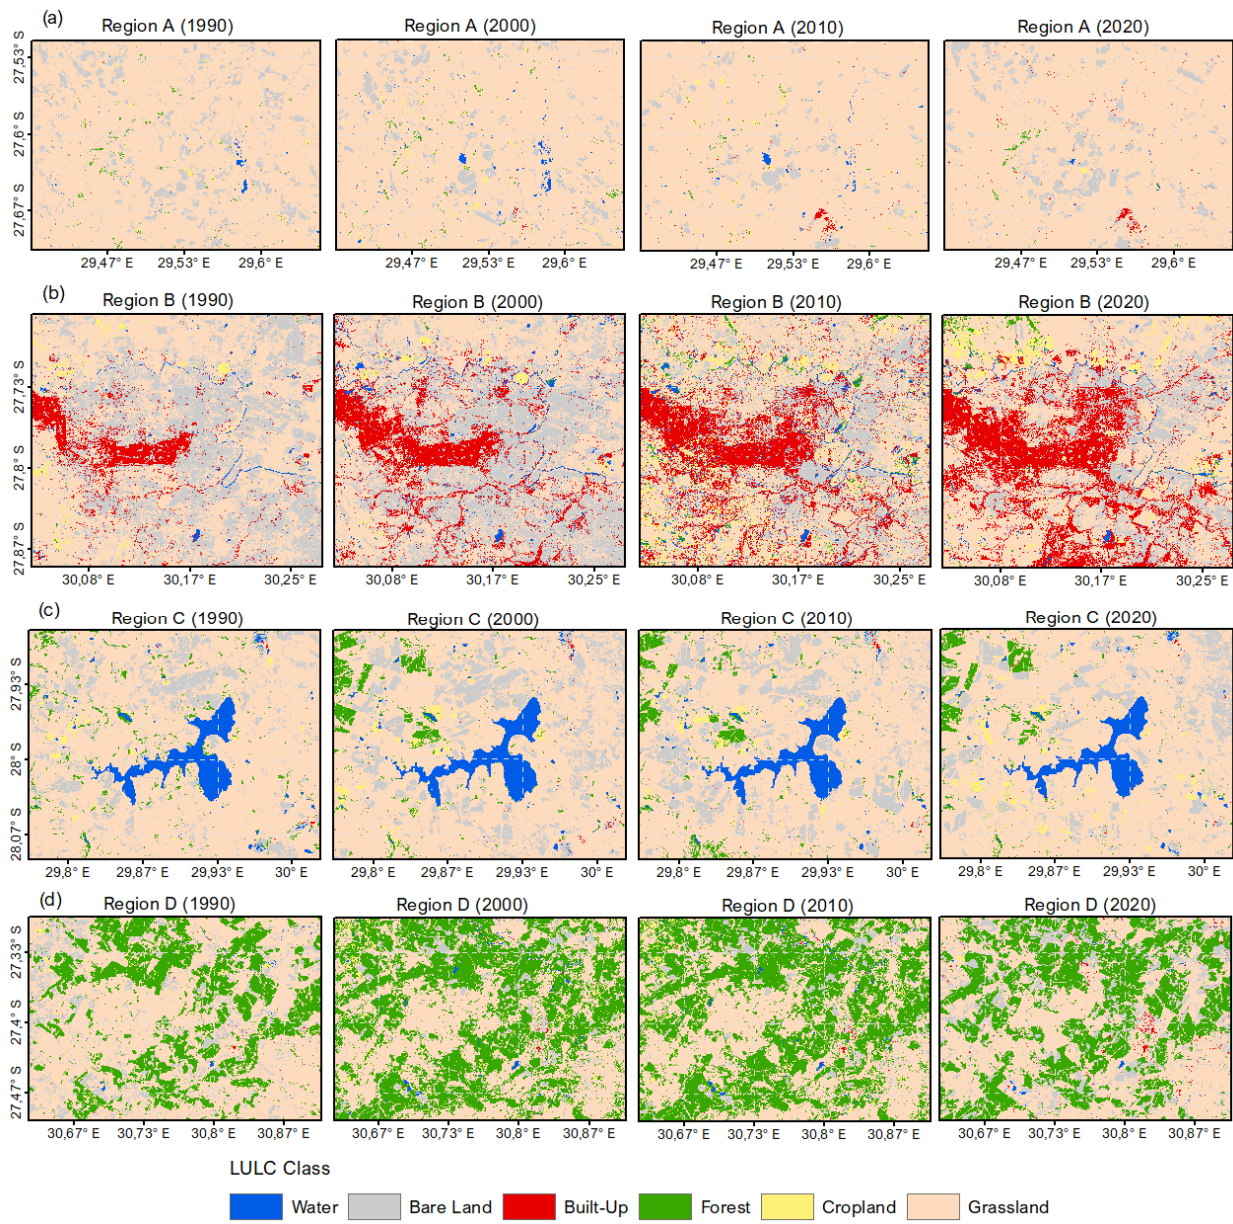 (a)
Region A (1990) Region A (2000) Region A (2010) Region A (2020)
27,53° S
27,6° S
27,67° S
29,47° E 29,53° E 29,6° E 29,47° E 29,53° E 29,6° E 29,47° E 29,53° E 29,6° E 29,47° E 29,53° E 29,6° E
(b)
Region B (1990) Region B (2000) Region B (2010) Region B (2020)
27,73° S
27,8° S
27,87° S
30,08° E 30,17° E 30,25° E 30,08° E 30,17° E 30,25° E 30,08° E 30,17° E 30,25° E 30,08° E 30,17° E 30,25° E
(c)
Region C (1990) Region C (2000) Region C (2010) Region C (2020)
27,93° S
28° S
28,07° S
29,8° E 29,87° E 29,93° E 30° E 29,8° E 29,87° E 29,93° E 30° E 29,8° E 29,87° E 29,93° E 30° E 29,8° E 29,87° E 29,93° E 30° E
(d)
Region D (1990) Region D (2000) Region D (2010) Region D (2020)
27,33° S
27,4° S
27,47° S
30,67° E 30,73° E 30,8° E 30,87° E 30,67° E 30,73° E 30,8° E 30,87° E 30,67° E 30,73° E 30,8° E 30,87° E 30,67° E 30,73° E 30,8° E 30,87° E
LULC Class
Water Bare Land Built-Up Forest Cropland Grassland